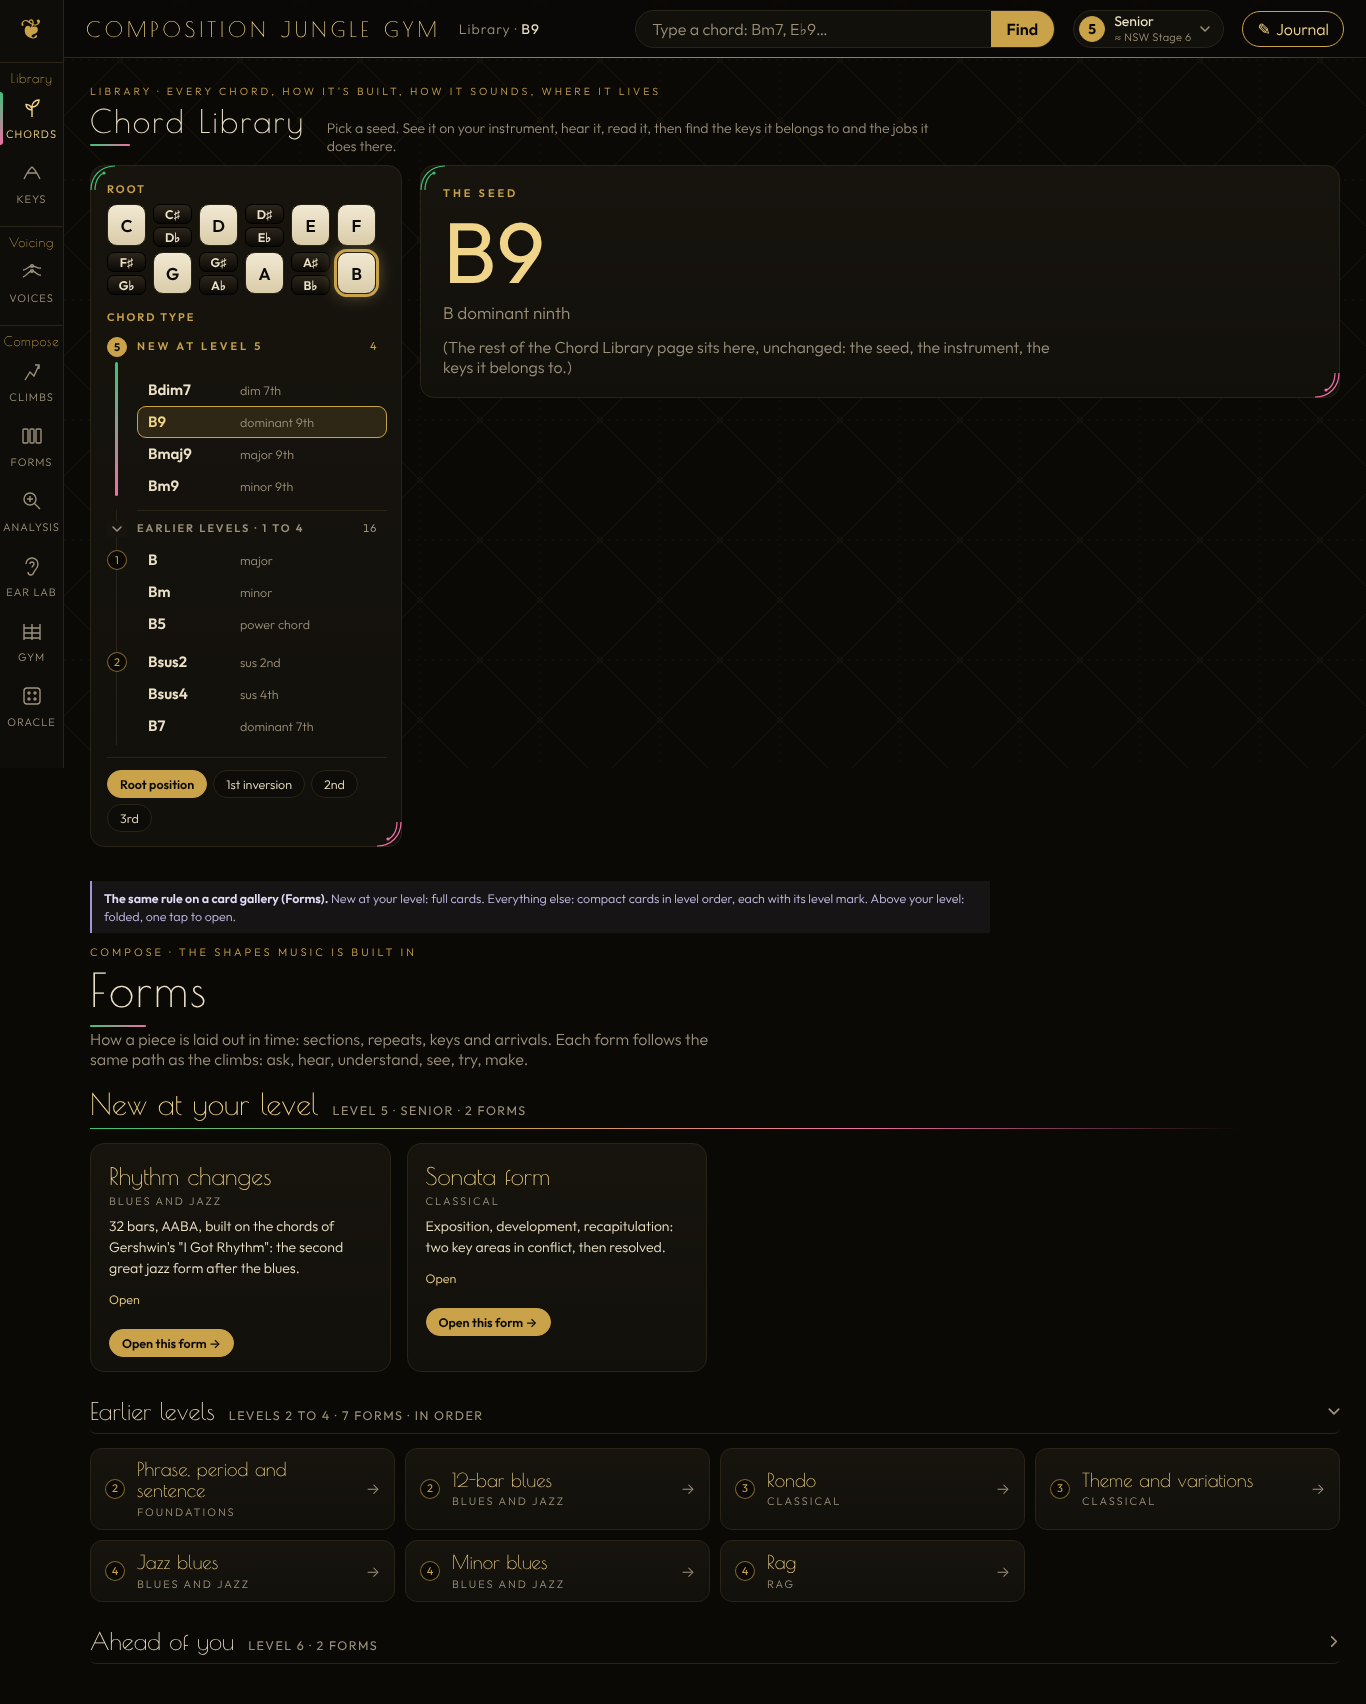 COMPOSITION JUNGLE GYM
Library · B9
Type a chord: Bm7, E♭9...
Find
5
Senior
≈ NSW Stage 6
✎ Journal
Library
CHORDS
KEYS
Voicing
VOICES
Compose
CLIMBS
FORMS
ANALYSIS
EAR LAB
GYM
ORACLE
LIBRARY · EVERY CHORD, HOW IT'S BUILT, HOW IT SOUNDS, WHERE IT LIVES
Chord Library
Pick a seed. See it on your instrument, hear it, read it, then find the keys it belongs to and the jobs it
does there.
ROOT
C
C♯
D♭
D
D♯
E♭
E
F
F♯
G♭
G
G♯
A♭
A
A♯
B♭
B
CHORD TYPE
5 NEW AT LEVEL 5 4
Bdim7 dim 7th
B9 dominant 9th
Bmaj9 major 9th
Bm9 minor 9th
EARLIER LEVELS · 1 TO 4 16
1 B major
Bm minor
B5 power chord
2 Bsus2 sus 2nd
Bsus4 sus 4th
B7 dominant 7th
Root position 1st inversion 2nd
3rd
THE SEED
B9
B dominant ninth
(The rest of the Chord Library page sits here, unchanged: the seed, the instrument, the
keys it belongs to.)
The same rule on a card gallery (Forms). New at your level: full cards. Everything else: compact cards in level order, each with its level mark. Above your level:
folded, one tap to open.
COMPOSE · THE SHAPES MUSIC IS BUILT IN
Forms
How a piece is laid out in time: sections, repeats, keys and arrivals. Each form follows the
same path as the climbs: ask, hear, understand, see, try, make.
New at your level LEVEL 5 · SENIOR · 2 FORMS
Rhythm changes
BLUES AND JAZZ
32 bars, AABA, built on the chords of
Gershwin's "I Got Rhythm": the second
great jazz form after the blues.
Open
Open this form →
Sonata form
CLASSICAL
Exposition, development, recapitulation:
two key areas in conflict, then resolved.
Open
Open this form →
Earlier levels LEVELS 2 TO 4 · 7 FORMS · IN ORDER
2 Phrase, period and
sentence →
FOUNDATIONS
2 12-bar blues →
BLUES AND JAZZ
3 Rondo →
CLASSICAL
3 Theme and variations →
CLASSICAL
4 Jazz blues →
BLUES AND JAZZ
4 Minor blues →
BLUES AND JAZZ
4 Rag →
RAG
Ahead of you LEVEL 6 · 2 FORMS